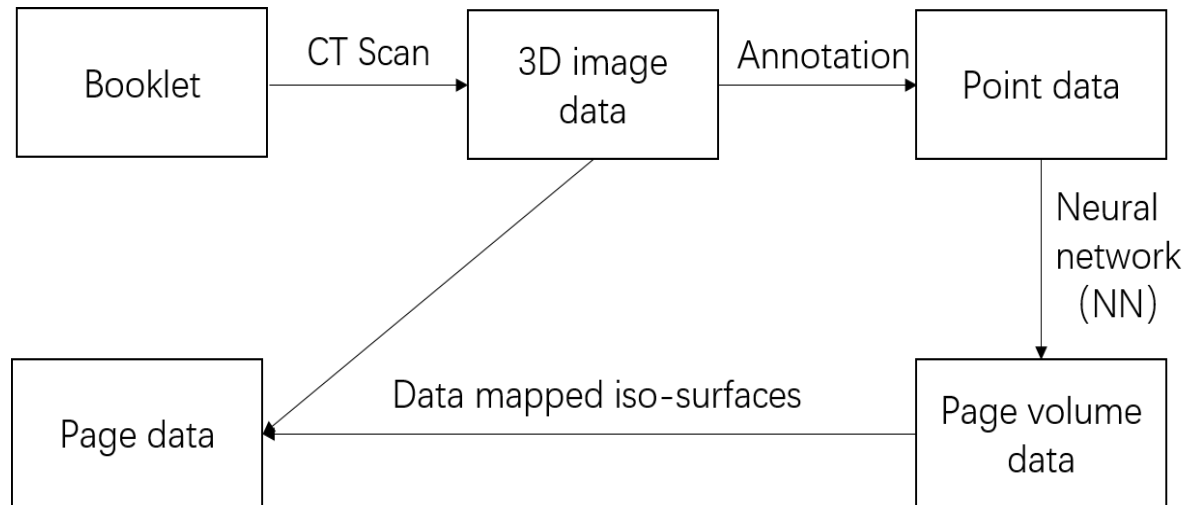 Booklet
CT Scan
3D image
data
Annotation
Point data
Neural
network
(NN)
Page data
Data mapped iso-surfaces
Page volume
data